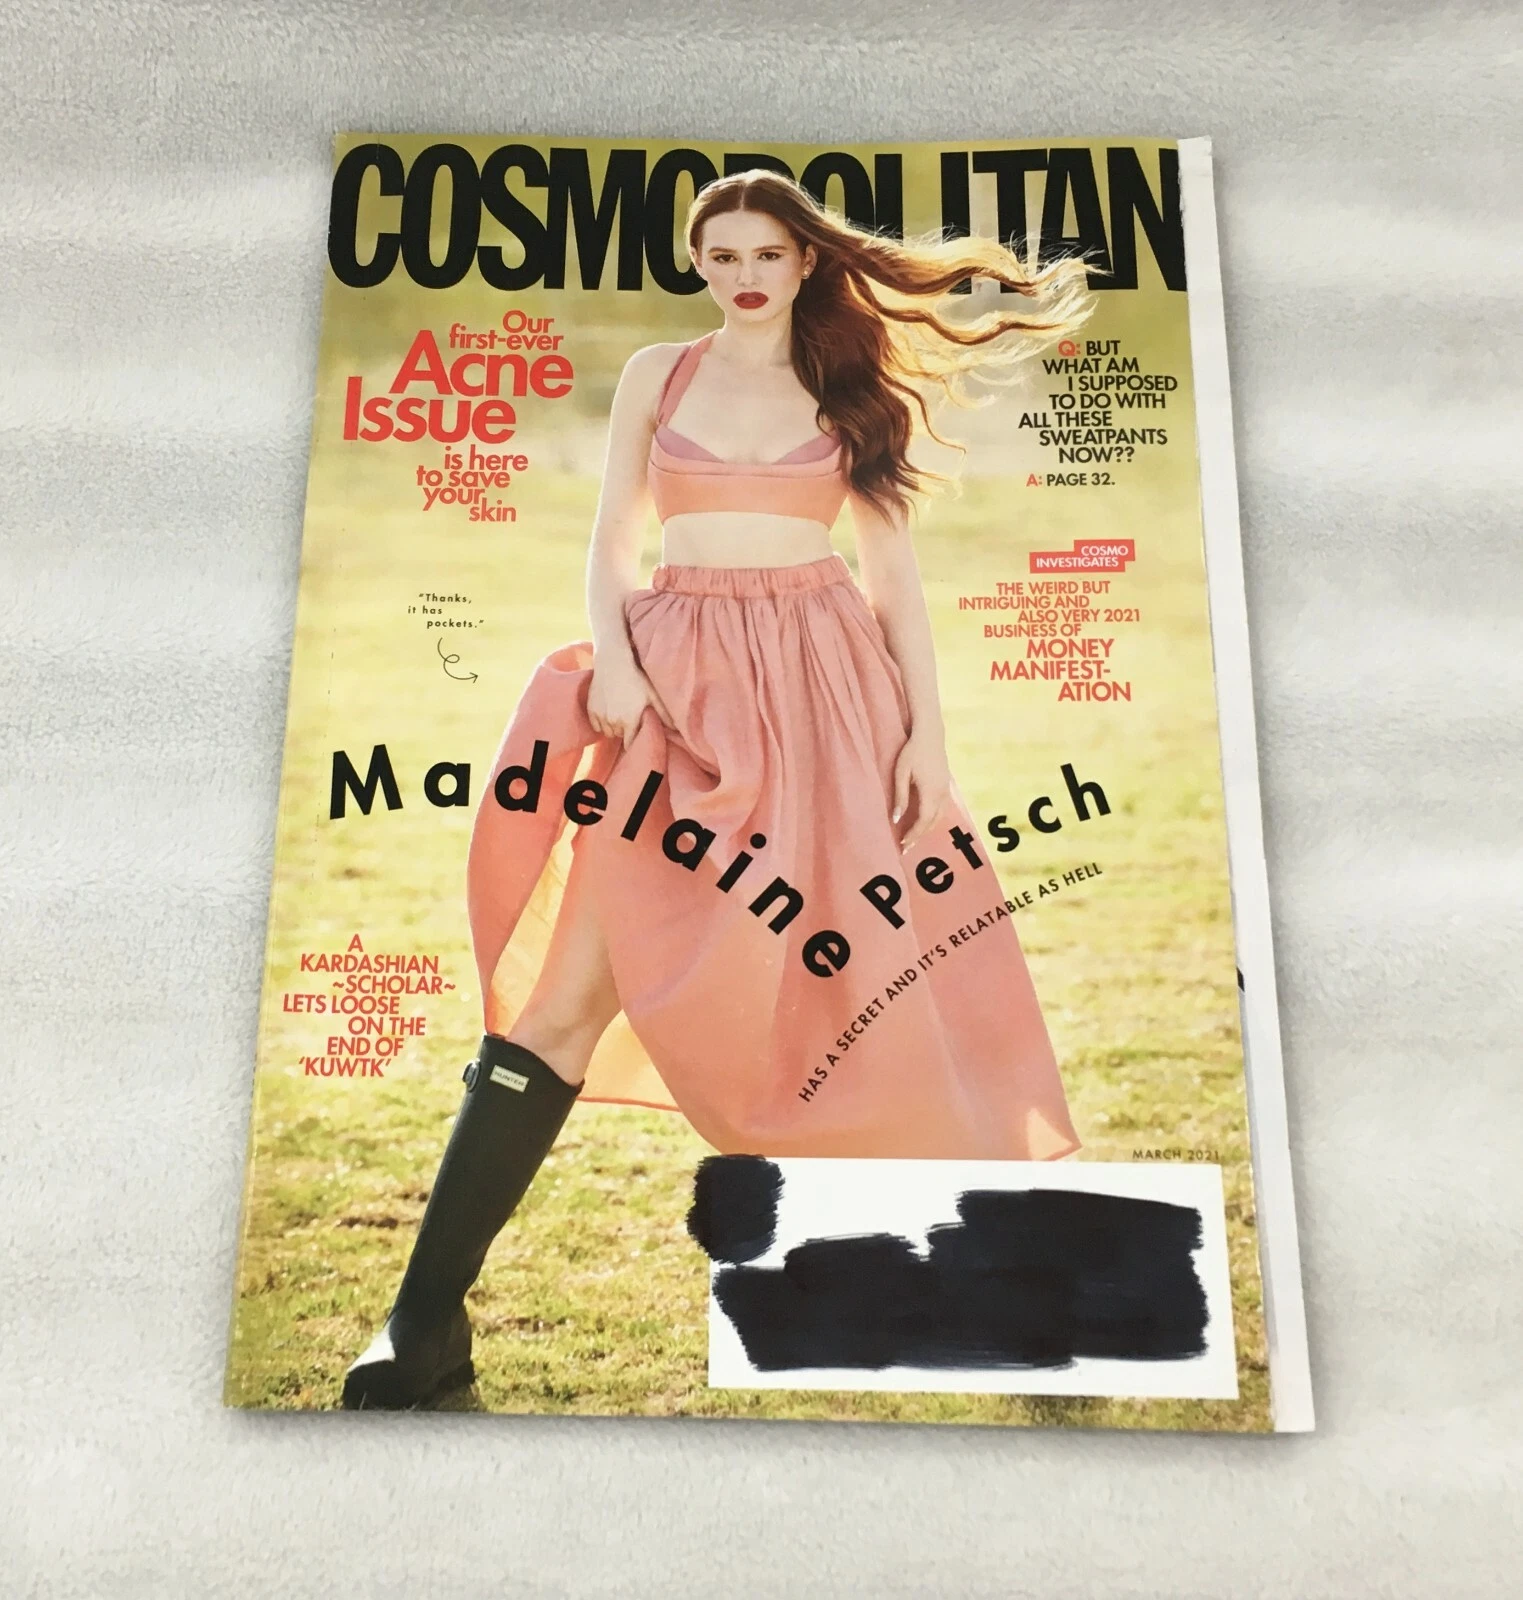 COSMOPOLITAN
Our
first-ever
Acne
Issue
is here
to save
your
skin
Q: BUT
WHAT AM
I SUPPOSED
TO DO WITH
ALL THESE
SWEATPANTS
NOW??
A: PAGE 32.
COSMO
INVESTIGATES
THE WEIRD BUT
INTRIGUING AND
ALSO VERY 2021
BUSINESS OF
MONEY
MANIFEST-
ATION
"Thanks,
it has
pockets."
Madelaine Petsch
HAS A SECRET AND IT'S RELATABLE AS HELL
A
KARDASHIAN
~SCHOLAR~
LETS LOOSE
ON THE
END OF
'KUWTK'
HUNTER
MARCH 2021